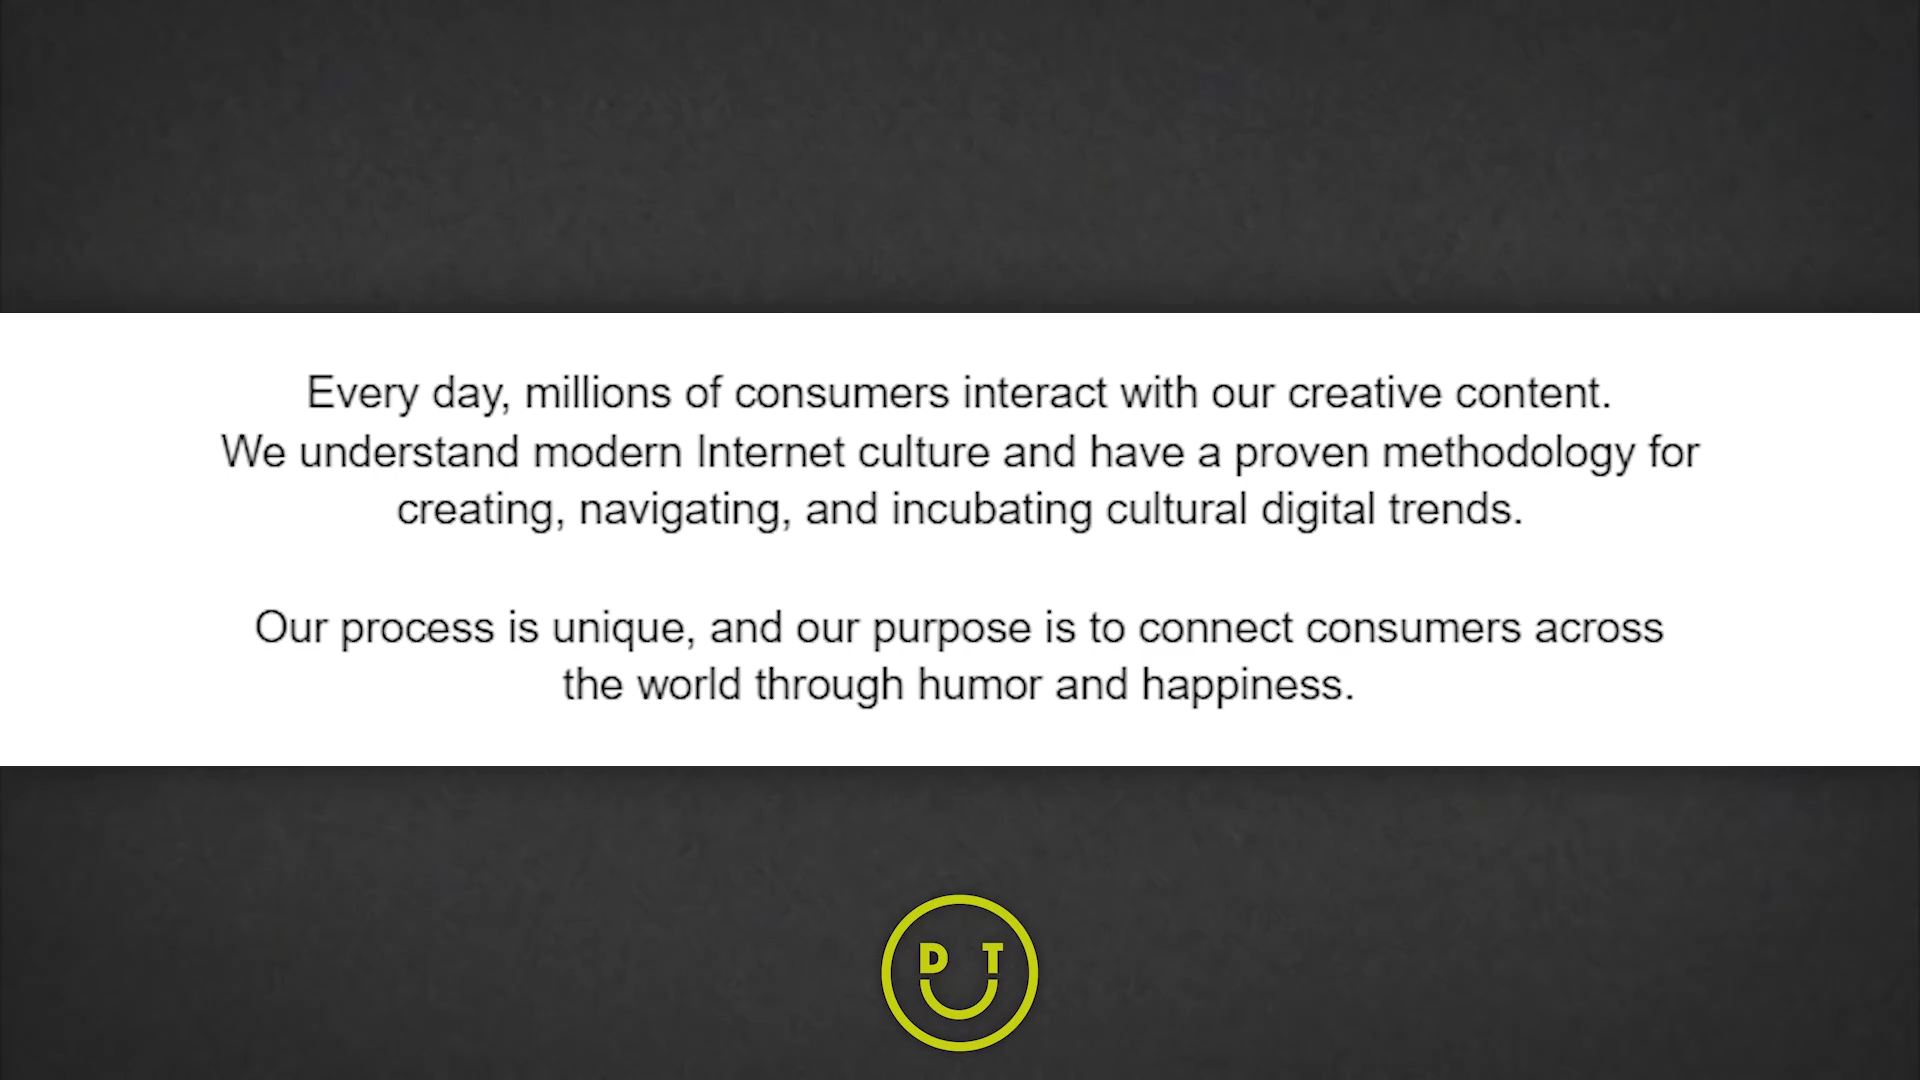 Every day, millions of consumers interact with our creative content.
We understand modern Internet culture and have a proven methodology for
creating, navigating, and incubating cultural digital trends.
Our process is unique, and our purpose is to connect consumers across
the world through humor and happiness.
D T